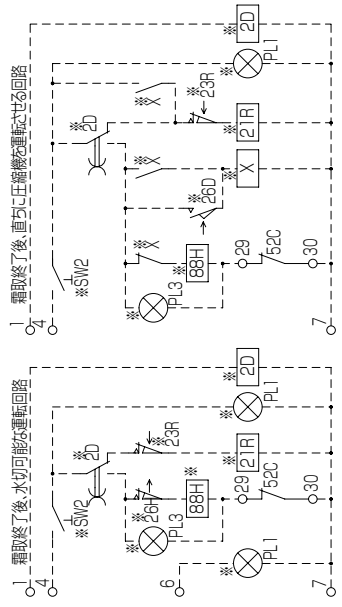 霜取終了後、水切可能な運転回路
1
4
※SW2
※2D
※26H
※23R
※
PL3
※
88H
※
21R
※
PL1
※
2D
29
52C
30
6
※
PL1
7
霜取終了後、直ちに圧縮機を運転させる回路
1
4
※SW2
※2D
※X
※X
※X
※26D
※23R
※
PL3
※
88H
※
X
※
21R
※
PL1
※
2D
29
52C
30
7